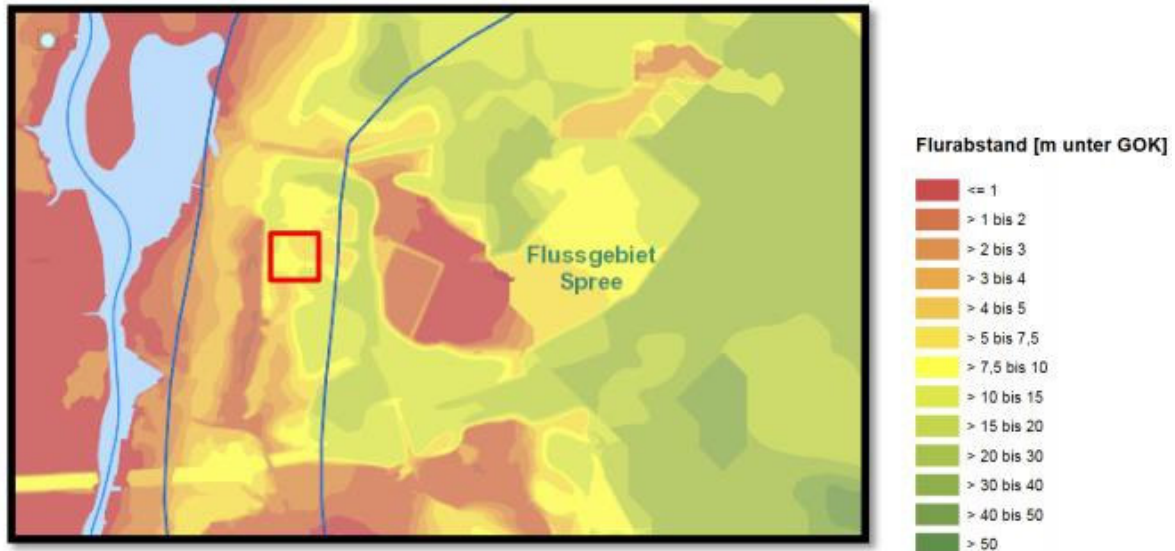 Flussgebiet
Spree
Flurabstand [m unter GOK]
<= 1
> 1 bis 2
> 2 bis 3
> 3 bis 4
> 4 bis 5
> 5 bis 7,5
> 7,5 bis 10
> 10 bis 15
> 15 bis 20
> 20 bis 30
> 30 bis 40
> 40 bis 50
> 50